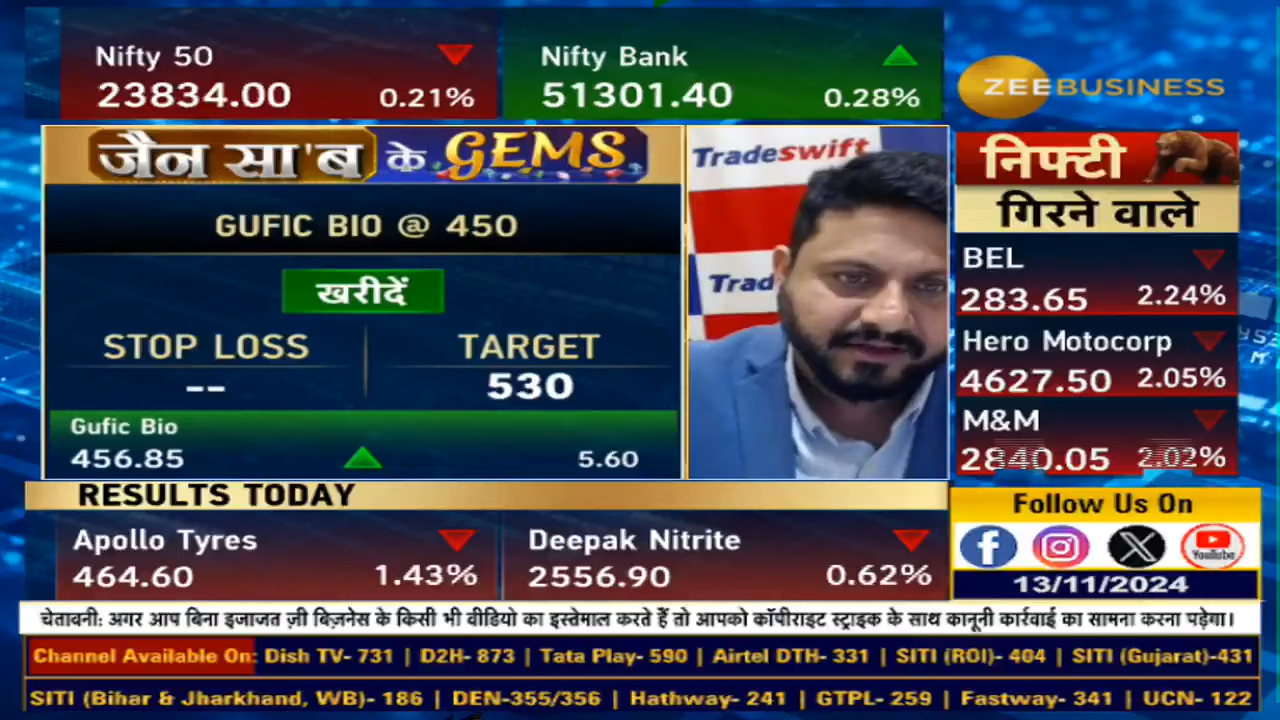 Nifty 50
23834.00 0.21%
Nifty Bank
51301.40 0.28%
ZEE BUSINESS
जैन सा'ब के GEMS
GUFIC BIO @ 450
खरीदें
STOP LOSS
--
TARGET
530
Gufic Bio
456.85 5.60
Tradeswift
Trad
निफ्टी
गिरने वाले
BEL
283.65 2.24%
Hero Motocorp
4627.50 2.05%
M&M
2840.05 2.02%
RESULTS TODAY
Apollo Tyres
464.60 1.43%
Deepak Nitrite
2556.90 0.62%
Follow Us On
YouTube
13/11/2024
चेतावनी: अगर आप बिना इजाजत ज़ी बिज़नेस के किसी भी वीडियो का इस्तेमाल करते हैं तो आपको कॉपीराइट स्ट्राइक के साथ कानूनी कार्रवाई का सामना करना पड़ेगा।
Channel Available On: Dish TV- 731 | D2H- 873 | Tata Play- 590 | Airtel DTH- 331 | SITI (ROI)- 404 | SITI (Gujarat)-431
SITI (Bihar & Jharkhand, WB)- 186 | DEN-355/356 | Hathway- 241 | GTPL- 259 | Fastway- 341 | UCN- 122